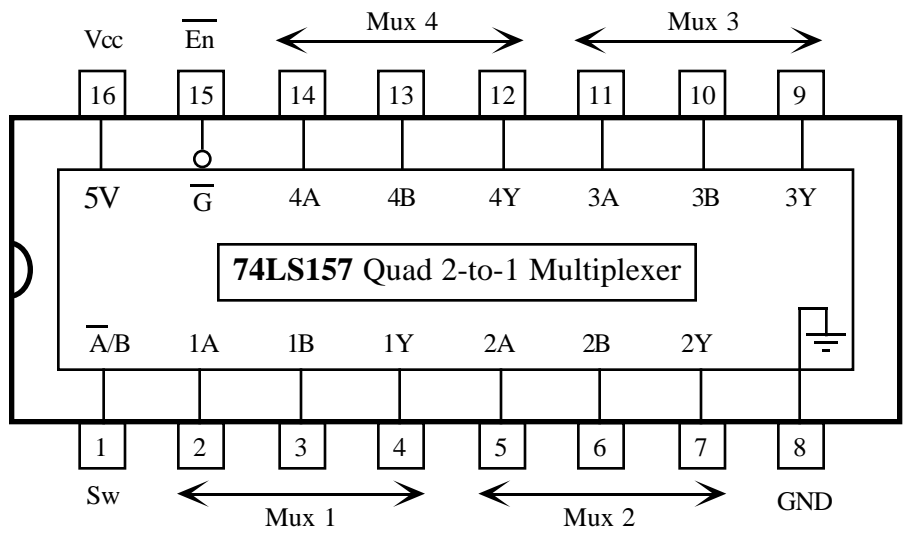 Mux 4 Mux 3
Vcc E̅n̅
16 15 14 13 12 11 10 9
5V G̅ 4A 4B 4Y 3A 3B 3Y
74LS157 Quad 2-to-1 Multiplexer
A̅/B 1A 1B 1Y 2A 2B 2Y
1 2 3 4 5 6 7 8
Sw GND
Mux 1 Mux 2